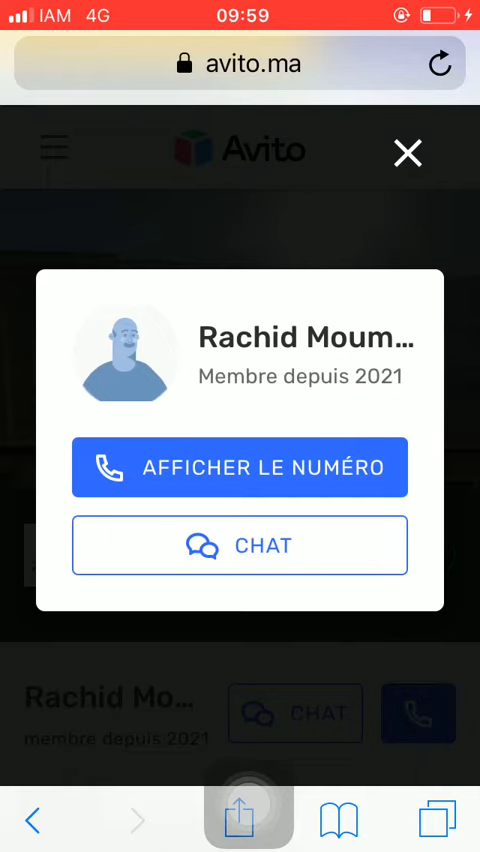 IAM 4G 09:59
avito.ma
Avito
Rachid Moum...
Membre depuis 2021
AFFICHER LE NUMÉRO
CHAT
Rachid Mo...
CHAT
membre depuis 2021